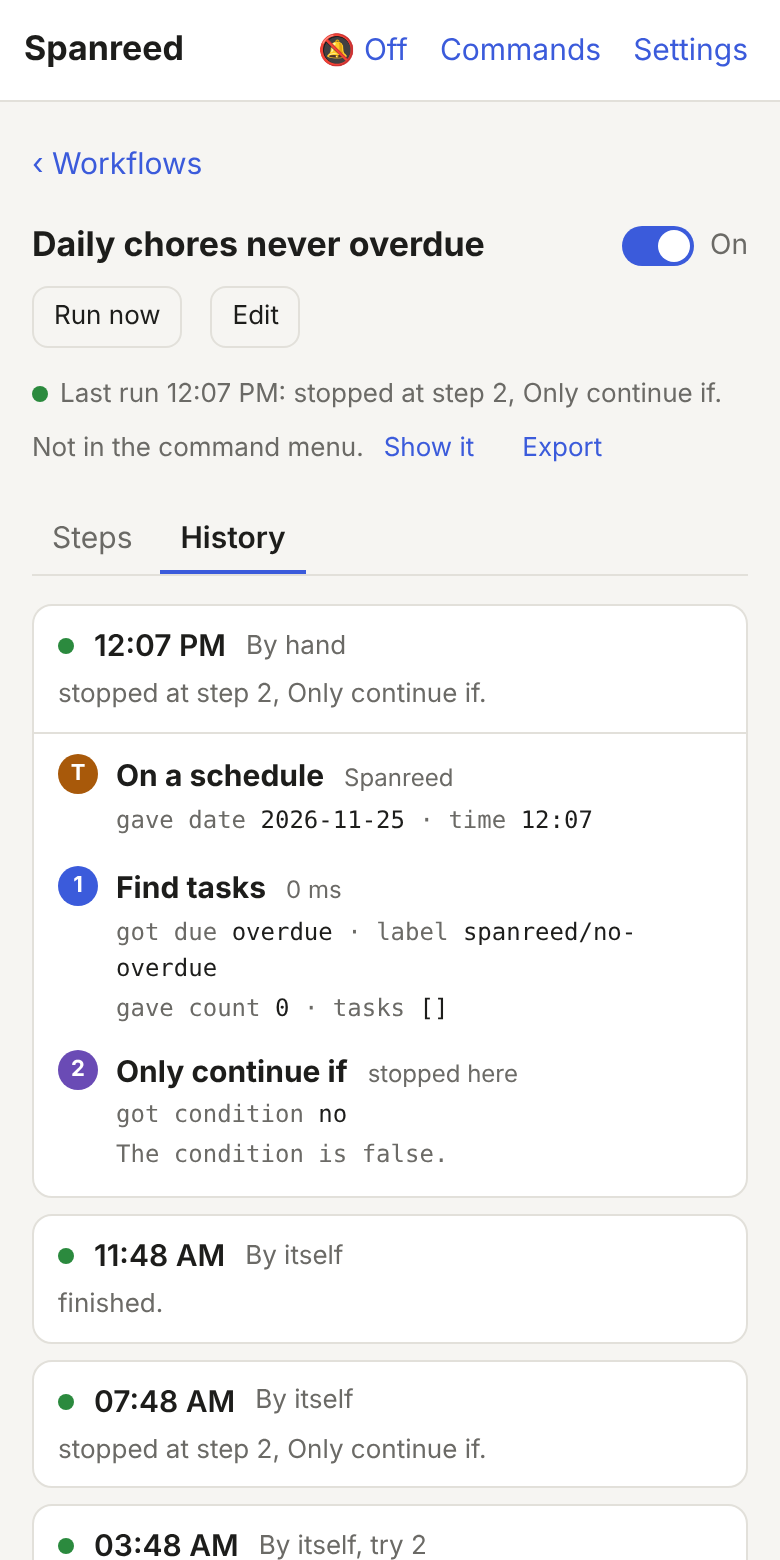 Spanreed
Off
Commands
Settings
‹ Workflows
Daily chores never overdue
On
Run now
Edit
Last run 12:07 PM: stopped at step 2, Only continue if.
Not in the command menu. Show it Export
Steps
History
12:07 PM By hand
stopped at step 2, Only continue if.
T On a schedule Spanreed
gave date 2026-11-25 · time 12:07
1 Find tasks 0 ms
got due overdue · label spanreed/no-
overdue
gave count 0 · tasks []
2 Only continue if stopped here
got condition no
The condition is false.
11:48 AM By itself
finished.
07:48 AM By itself
stopped at step 2, Only continue if.
03:48 AM By itself, try 2